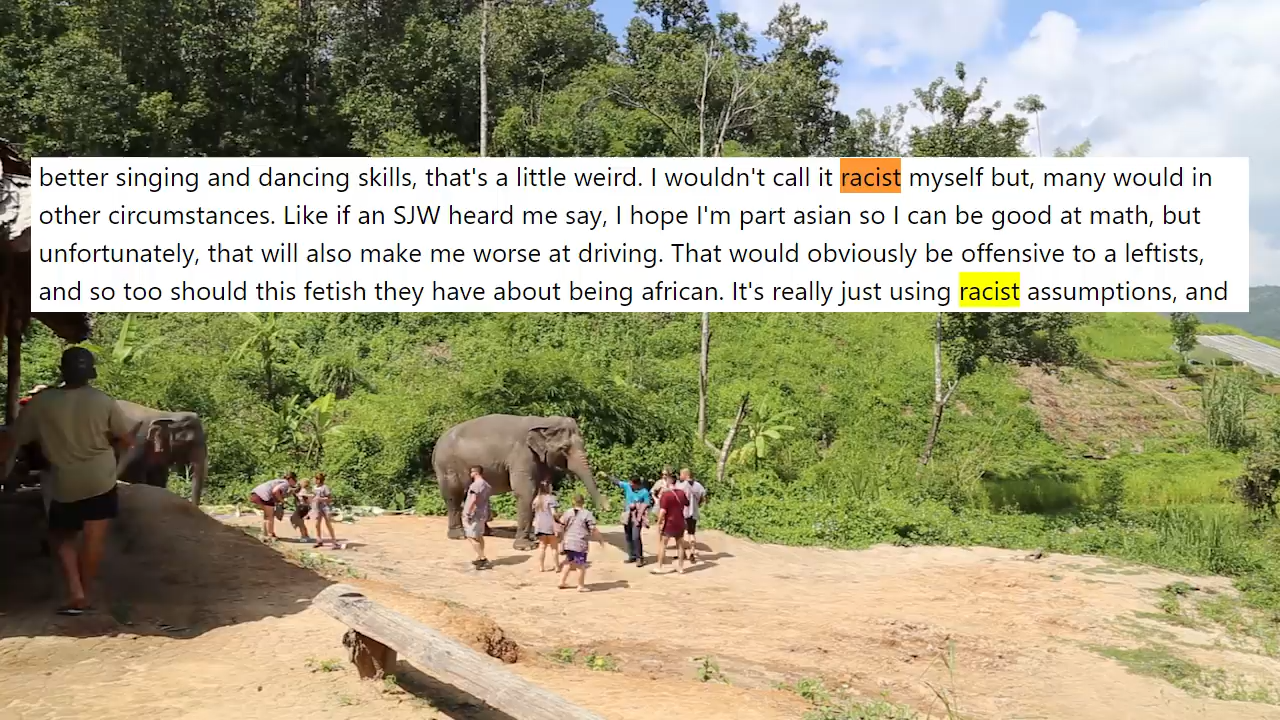 better singing and dancing skills, that's a little weird. I wouldn't call it racist myself but, many would in
other circumstances. Like if an SJW heard me say, I hope I'm part asian so I can be good at math, but
unfortunately, that will also make me worse at driving. That would obviously be offensive to a leftists,
and so too should this fetish they have about being african. It's really just using racist assumptions, and